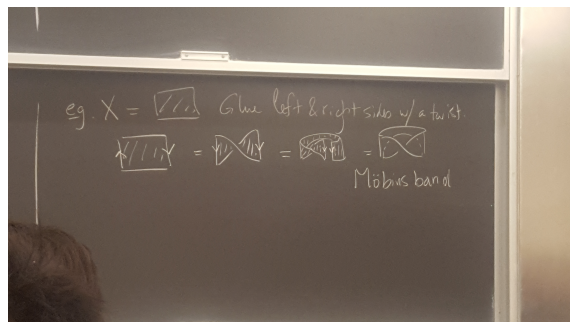 eg. X = Glue left & right sides w/ a twist.
= = =
Möbius band